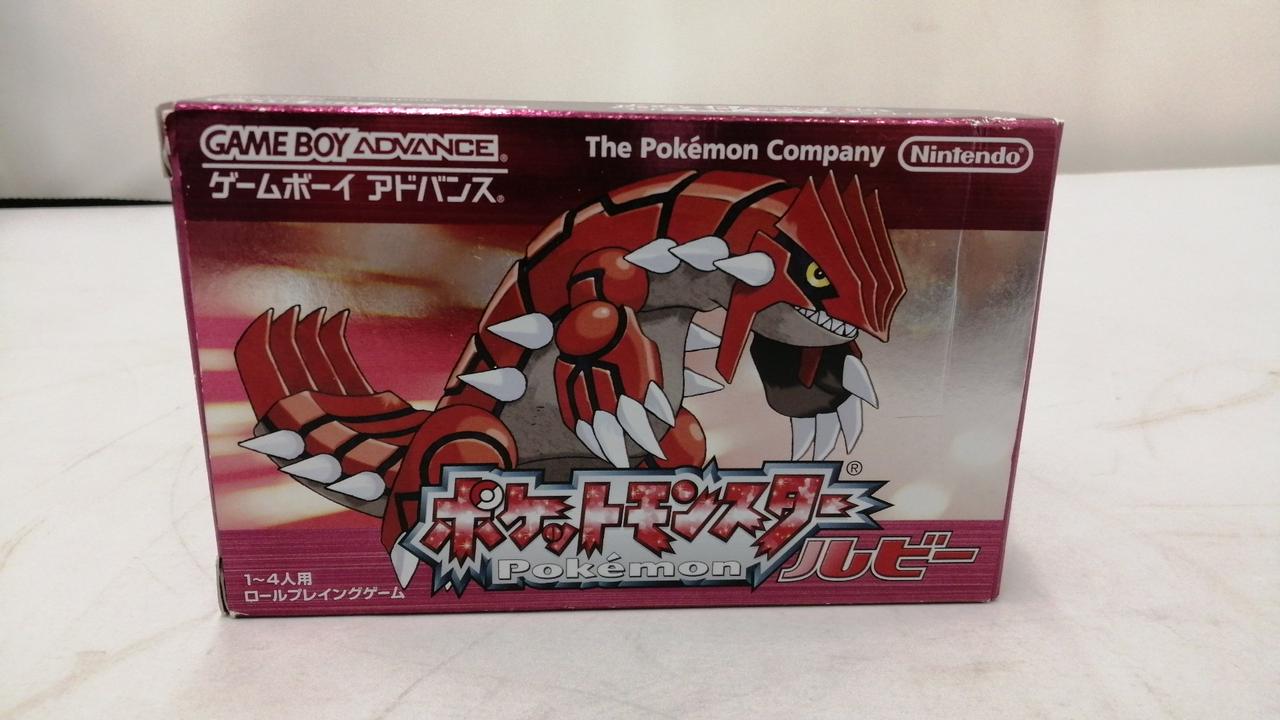 GAME BOY ADVANCE®
ゲームボーイ アドバンス®
The Pokémon Company
Nintendo®
ポケットモンスター®
Pokémon
ルビー
1~4人用
ロールプレイングゲーム